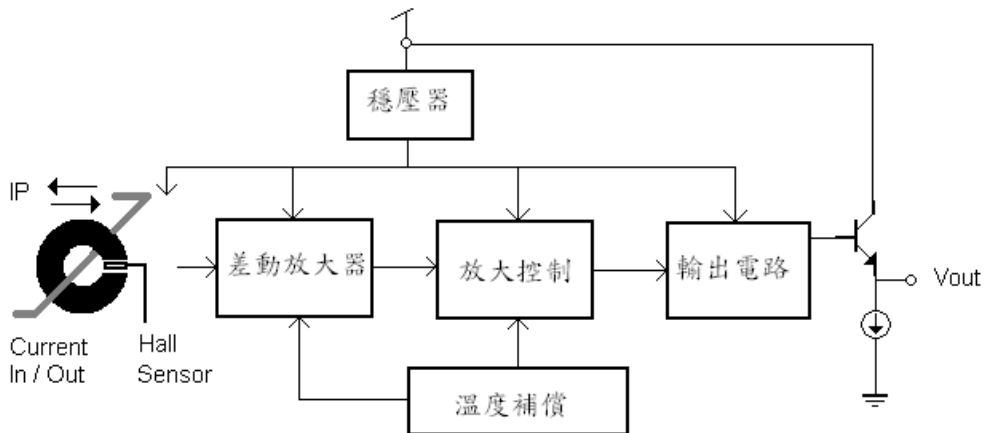 穩壓器
IP
差動放大器
放大控制
輸出電路
Vout
Current
In / Out
Hall
Sensor
溫度補償